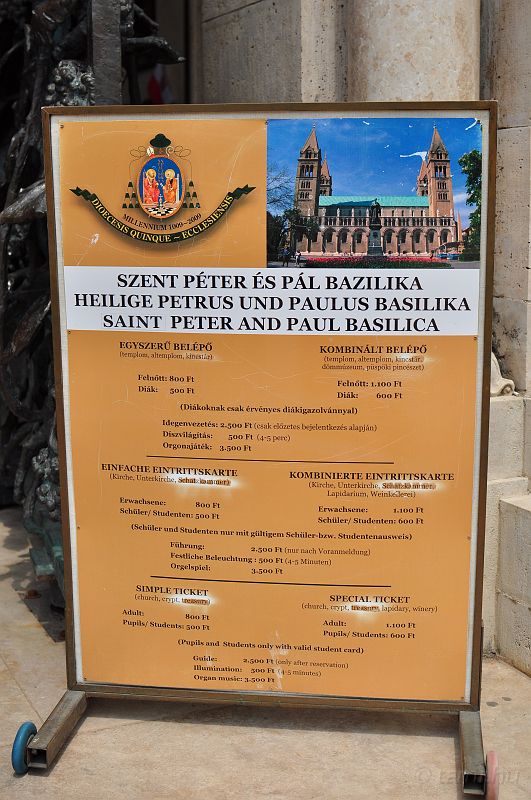 DIOECESIS QUINQUE ~ ECCLESIENSIS
MILLENNIUM 1009-2009
SZENT PÉTER ÉS PÁL BAZILIKA
HEILIGE PETRUS UND PAULUS BASILIKA
SAINT PETER AND PAUL BASILICA
EGYSZERŰ BELÉPŐ
(templom, altemplom, kincstár)
Felnőtt: 800 Ft
Diák: 500 Ft
KOMBINÁLT BELÉPŐ
(templom, altemplom, kincstár,
dómmúzeum, püspöki pincészet)
Felnőtt: 1.100 Ft
Diák: 600 Ft
(Diákoknak csak érvényes diákigazolvánnyal)
Idegenvezetés: 2.500 Ft (csak előzetes bejelentkezés alapján)
Díszvilágítás: 500 Ft (4-5 perc)
Orgonajáték: 3.500 Ft
EINFACHE EINTRITTSKARTE
(Kirche, Unterkirche, Schatzkammer)
Erwachsene: 800 Ft
Schüler/ Studenten: 500 Ft
KOMBINIERTE EINTRITTSKARTE
(Kirche, Unterkirche, Schatzkammer,
Lapidarium, Weinkellerei)
Erwachsene: 1.100 Ft
Schüler/ Studenten: 600 Ft
(Schüler und Studenten nur mit gültigem Schüler-bzw. Studentenausweis)
Führung: 2.500 Ft (nur nach Voranmeldung)
Festliche Beleuchtung : 500 Ft (4-5 Minuten)
Orgelspiel: 3.500 Ft
SIMPLE TICKET
(church, crypt, treasury)
Adult: 800 Ft
Pupils/ Students: 500 Ft
SPECIAL TICKET
(church, crypt, treasury, lapidary, winery)
Adult: 1.100 Ft
Pupils/ Students: 600 Ft
(Pupils and Students only with valid student card)
Guide: 2.500 Ft (only after reservation)
Illumination: 500 Ft (4-5 minutes)
Organ music: 3.500 Ft